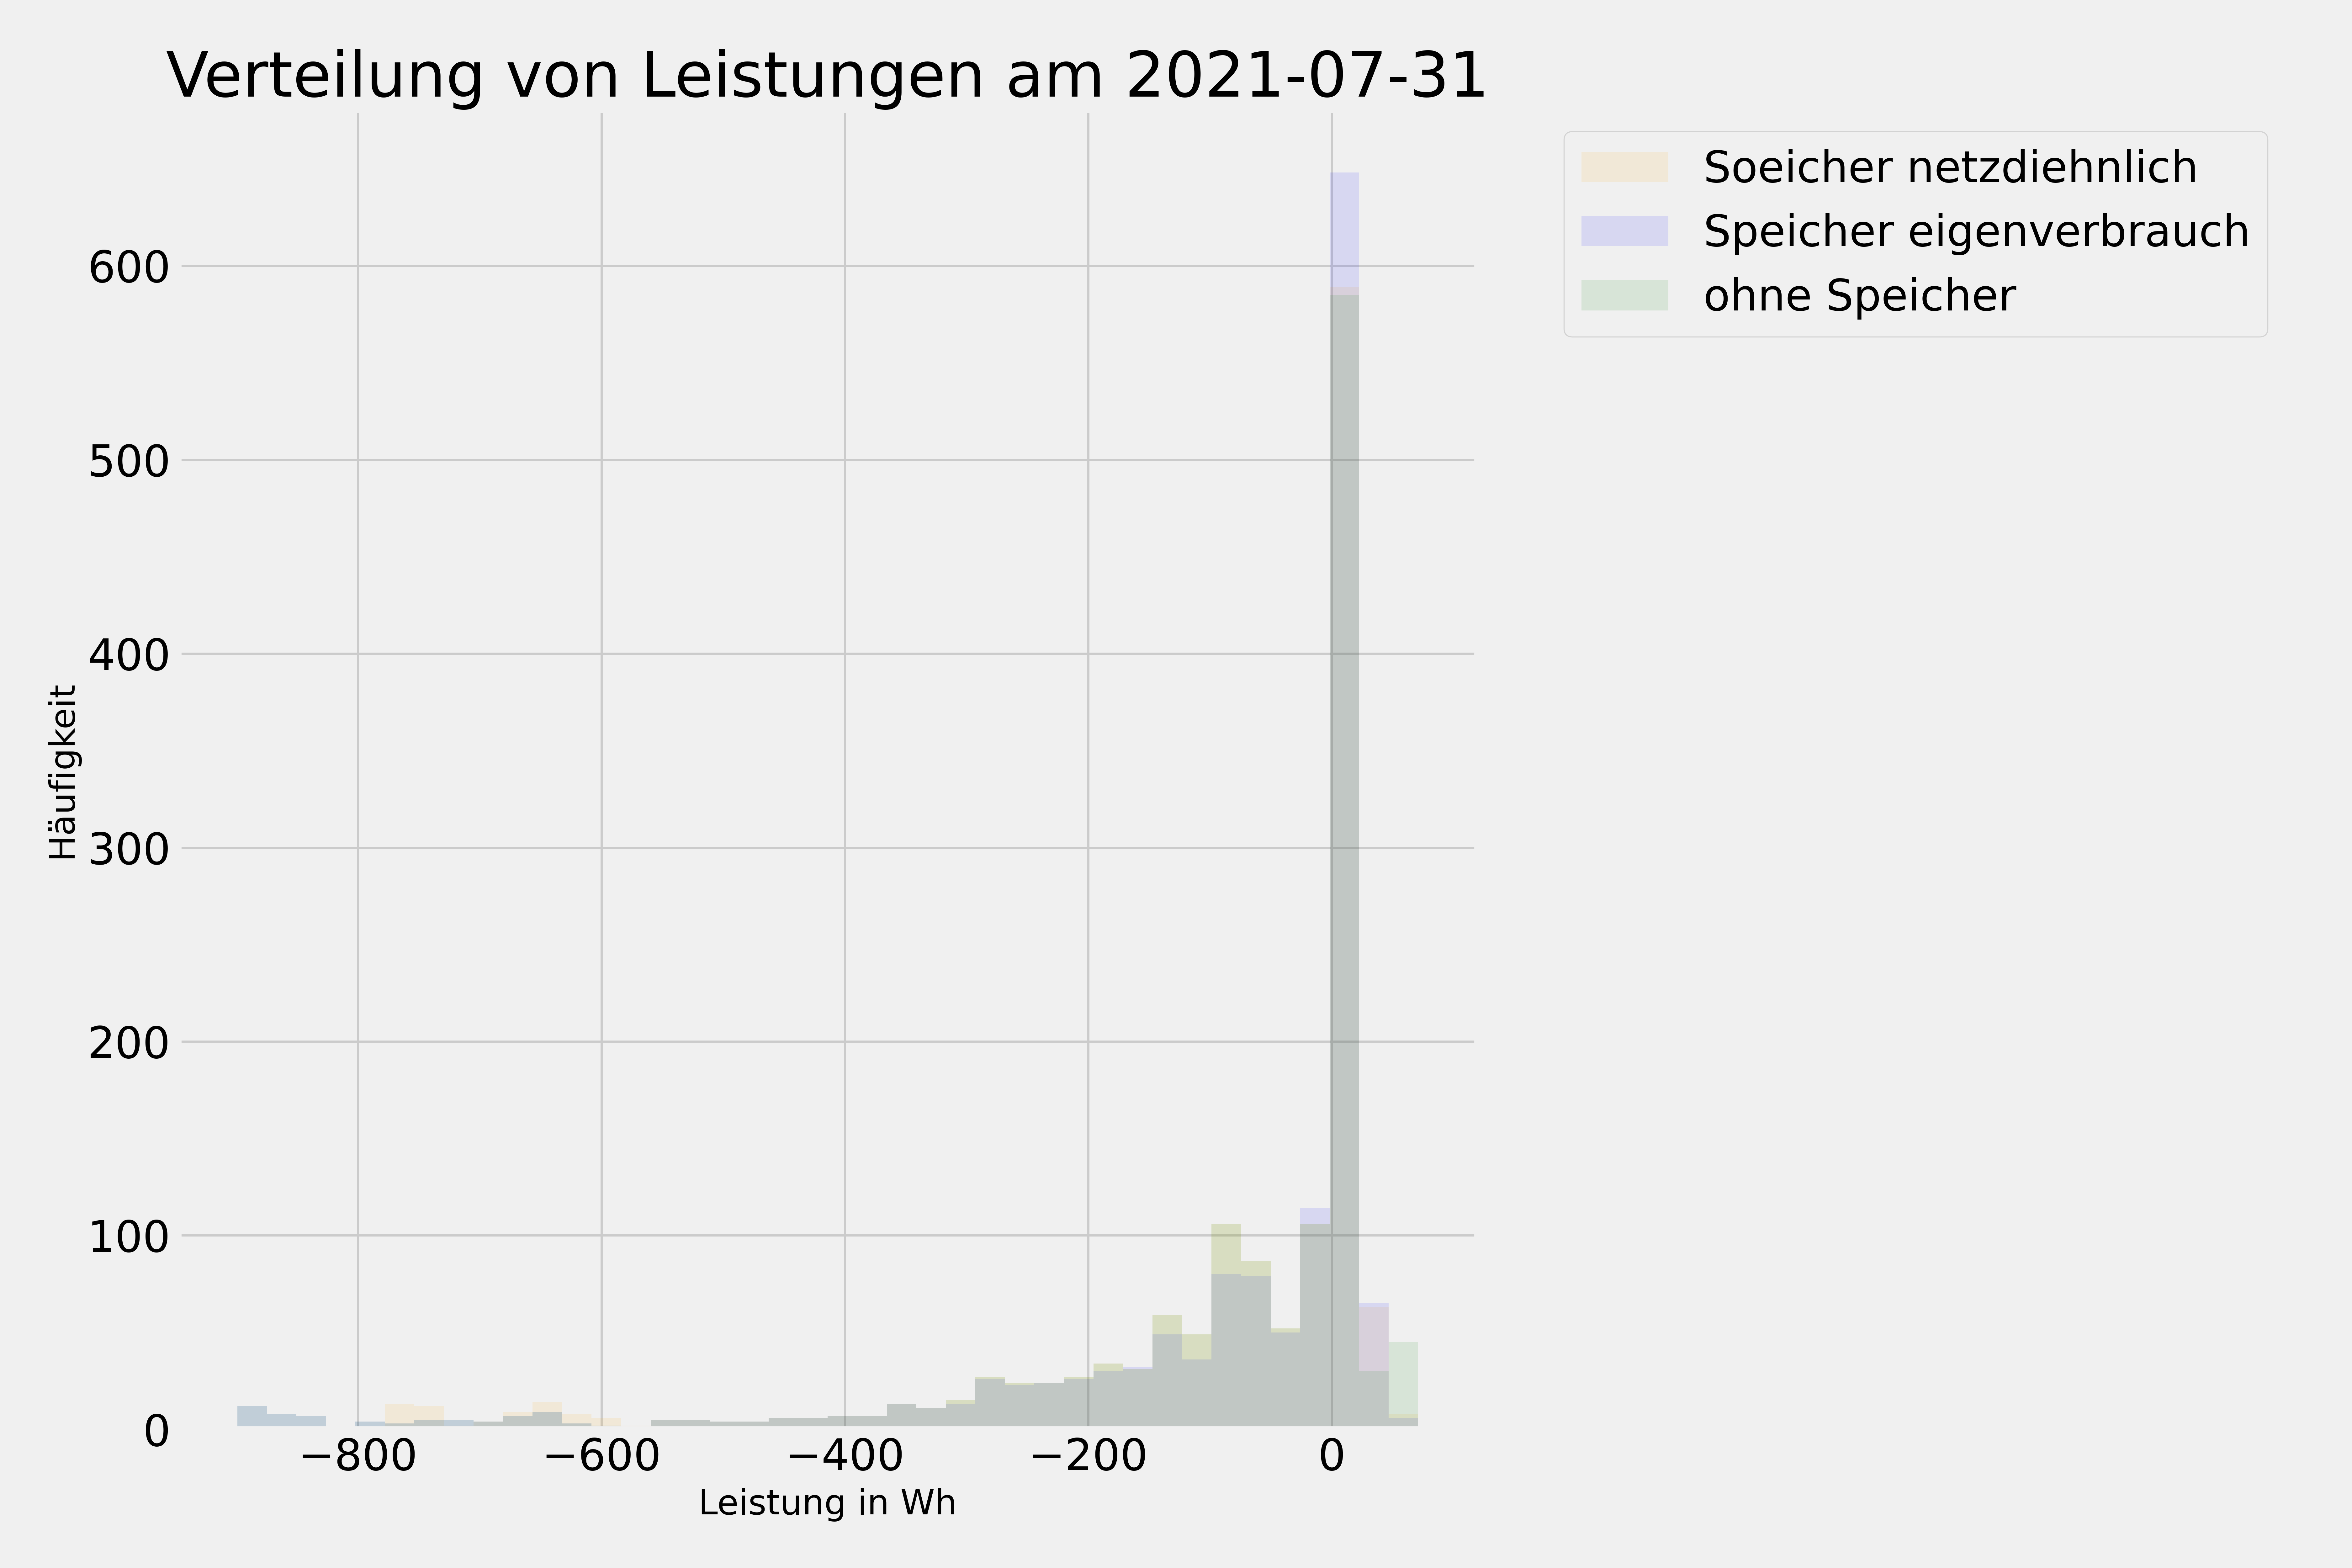 Verteilung von Leistungen am 2021-07-31
Soeicher netzdiehnlich
Speicher eigenverbrauch
ohne Speicher
600
500
400
300
200
100
0
Häufigkeit
−800 −600 −400 −200 0
Leistung in Wh